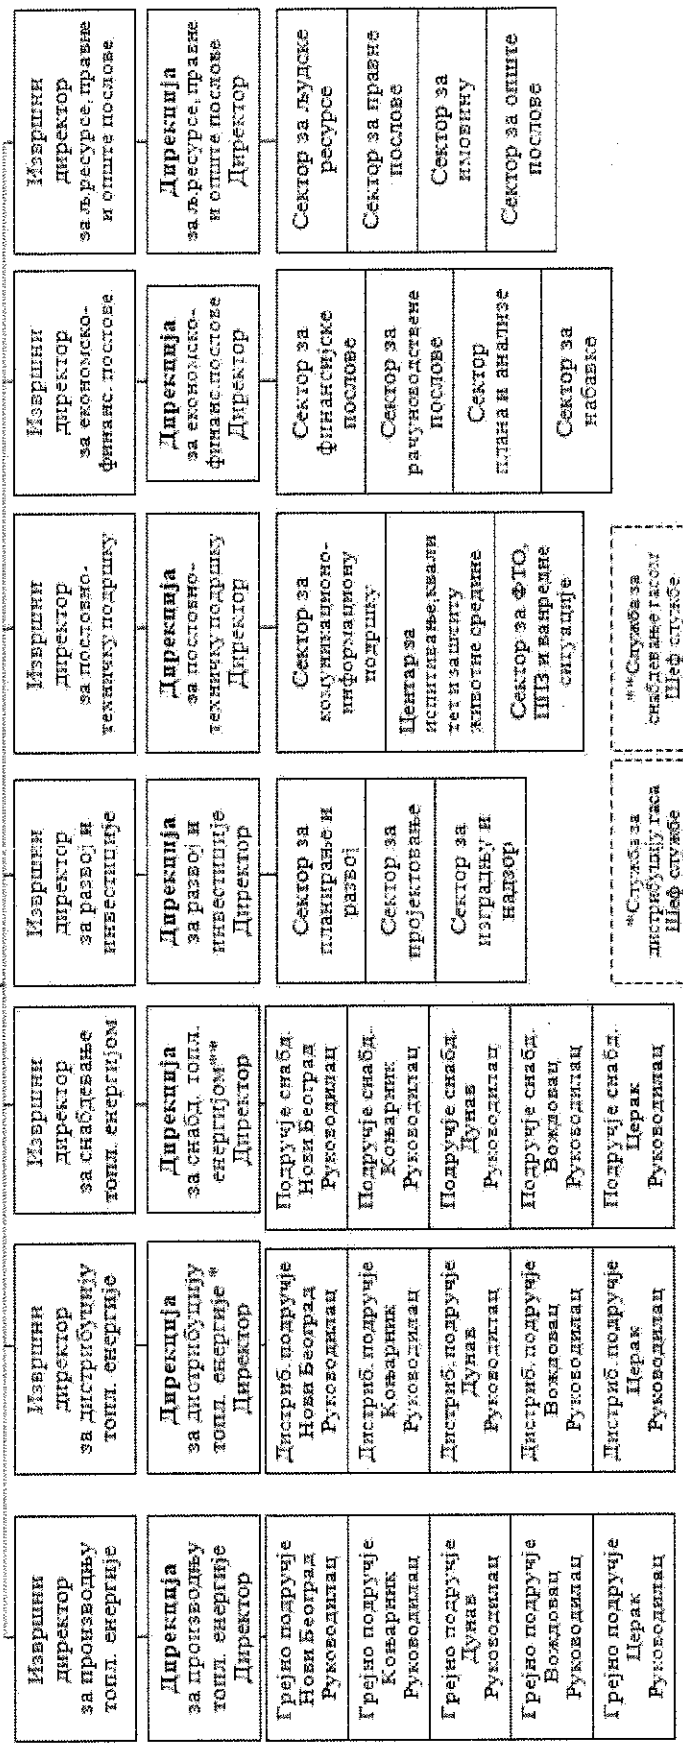 Извршни
директор
за производњу
топл. енергије
Дирекција
за производњу
топл. енергије
Директор
Грејно подручје
Нови Београд
Руководилац
Грејно подручје
Коњарник
Руководилац
Грејно подручје
Дунав
Руководилац
Грејно подручје
Вождовац
Руководилац
Грејно подручје
Церак
Руководилац
Извршни
директор
за дистрибуцију
топл. енергије
Дирекција
за дистрибуцију
топл. енергије *
Директор
Дистриб. подручје
Нови Београд
Руководилац
Дистриб. подручје
Коњарник
Руководилац
Дистриб. подручје
Дунав
Руководилац
Дистриб. подручје
Вождовац
Руководилац
Дистриб. подручје
Церак
Руководилац
Извршни
директор
за снабдевање
топл. енергијом
Дирекција
за снабд. топл.
енергијом**
Директор
Подручје снабд.
Нови Београд
Руководилац
Подручје снабд.
Коњарник
Руководилац
Подручје снабд.
Дунав
Руководилац
Подручје снабд.
Вождовац
Руководилац
Подручје снабд.
Церак
Руководилац
Извршни
директор
за развој и
инвестиције
Дирекција
за развој и
инвестиције
Директор
Сектор за
планирање и
развој
Сектор за
пројектовање
Сектор за
изградњу и
надзор
*Служба за
дистрибуцију гаса
Шеф службе
Извршни
директор
за пословно-
техничку подршку
Дирекција
за пословно-
техничку подршку
Директор
Сектор за
комуникационо-
информациону
подршку
Центар за
испитивање,квали
тет и заштиту
животне средине
Сектор за ФТО,
ППЗ и ванредне
ситуације
**Служба за
снабдевање гасом
Шеф службе
Извршни
директор
за економско-
финанс. послове
Дирекција
за економско-
финанс.послове
Директор
Сектор за
финансијске
послове
Сектор за
рачуноводствене
послове
Сектор
плана и анализе
Сектор за
набавке
Извршни
директор
за љ.ресурсе, правне
и опште послове
Дирекција
за љ.ресурсе, правне
и опште послове
Директор
Сектор за људске
ресурсе
Сектор за правне
послове
Сектор за
имовину
Сектор за опште
послове